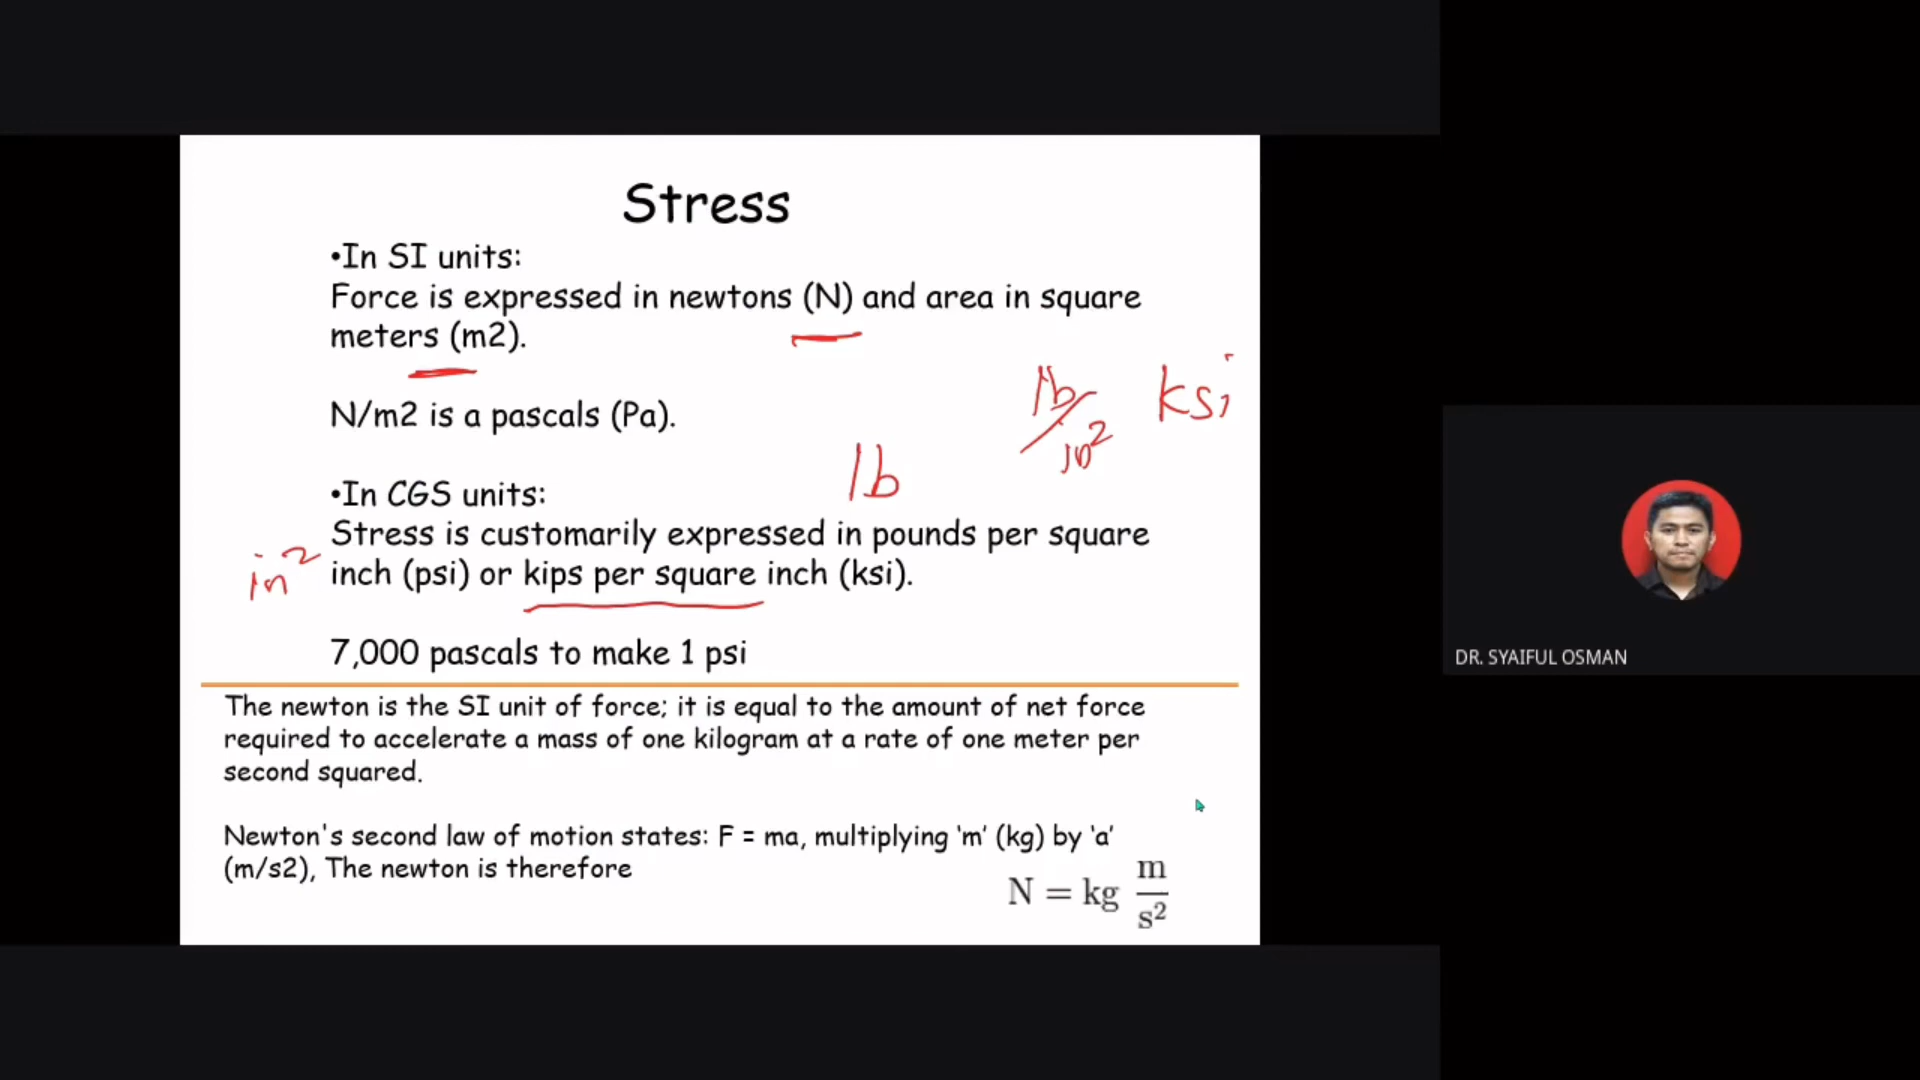 Stress
•In SI units:
Force is expressed in newtons (N) and area in square
meters (m2).
lb/in² ksi
N/m2 is a pascals (Pa).
lb
•In CGS units:
Stress is customarily expressed in pounds per square
in² inch (psi) or kips per square inch (ksi).
7,000 pascals to make 1 psi
The newton is the SI unit of force; it is equal to the amount of net force
required to accelerate a mass of one kilogram at a rate of one meter per
second squared.
Newton's second law of motion states: F = ma, multiplying ‘m’ (kg) by ‘a’
(m/s2), The newton is therefore
N = kg m/s²
DR. SYAIFUL OSMAN